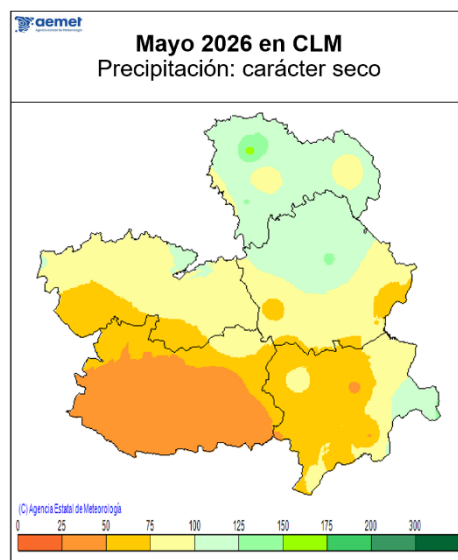 aemet
Agencia Estatal de Meteorología
Mayo 2026 en CLM
Precipitación: carácter seco
(C) Agencia Estatal de Meteorología
0 25 50 75 100 125 150 175 200 300